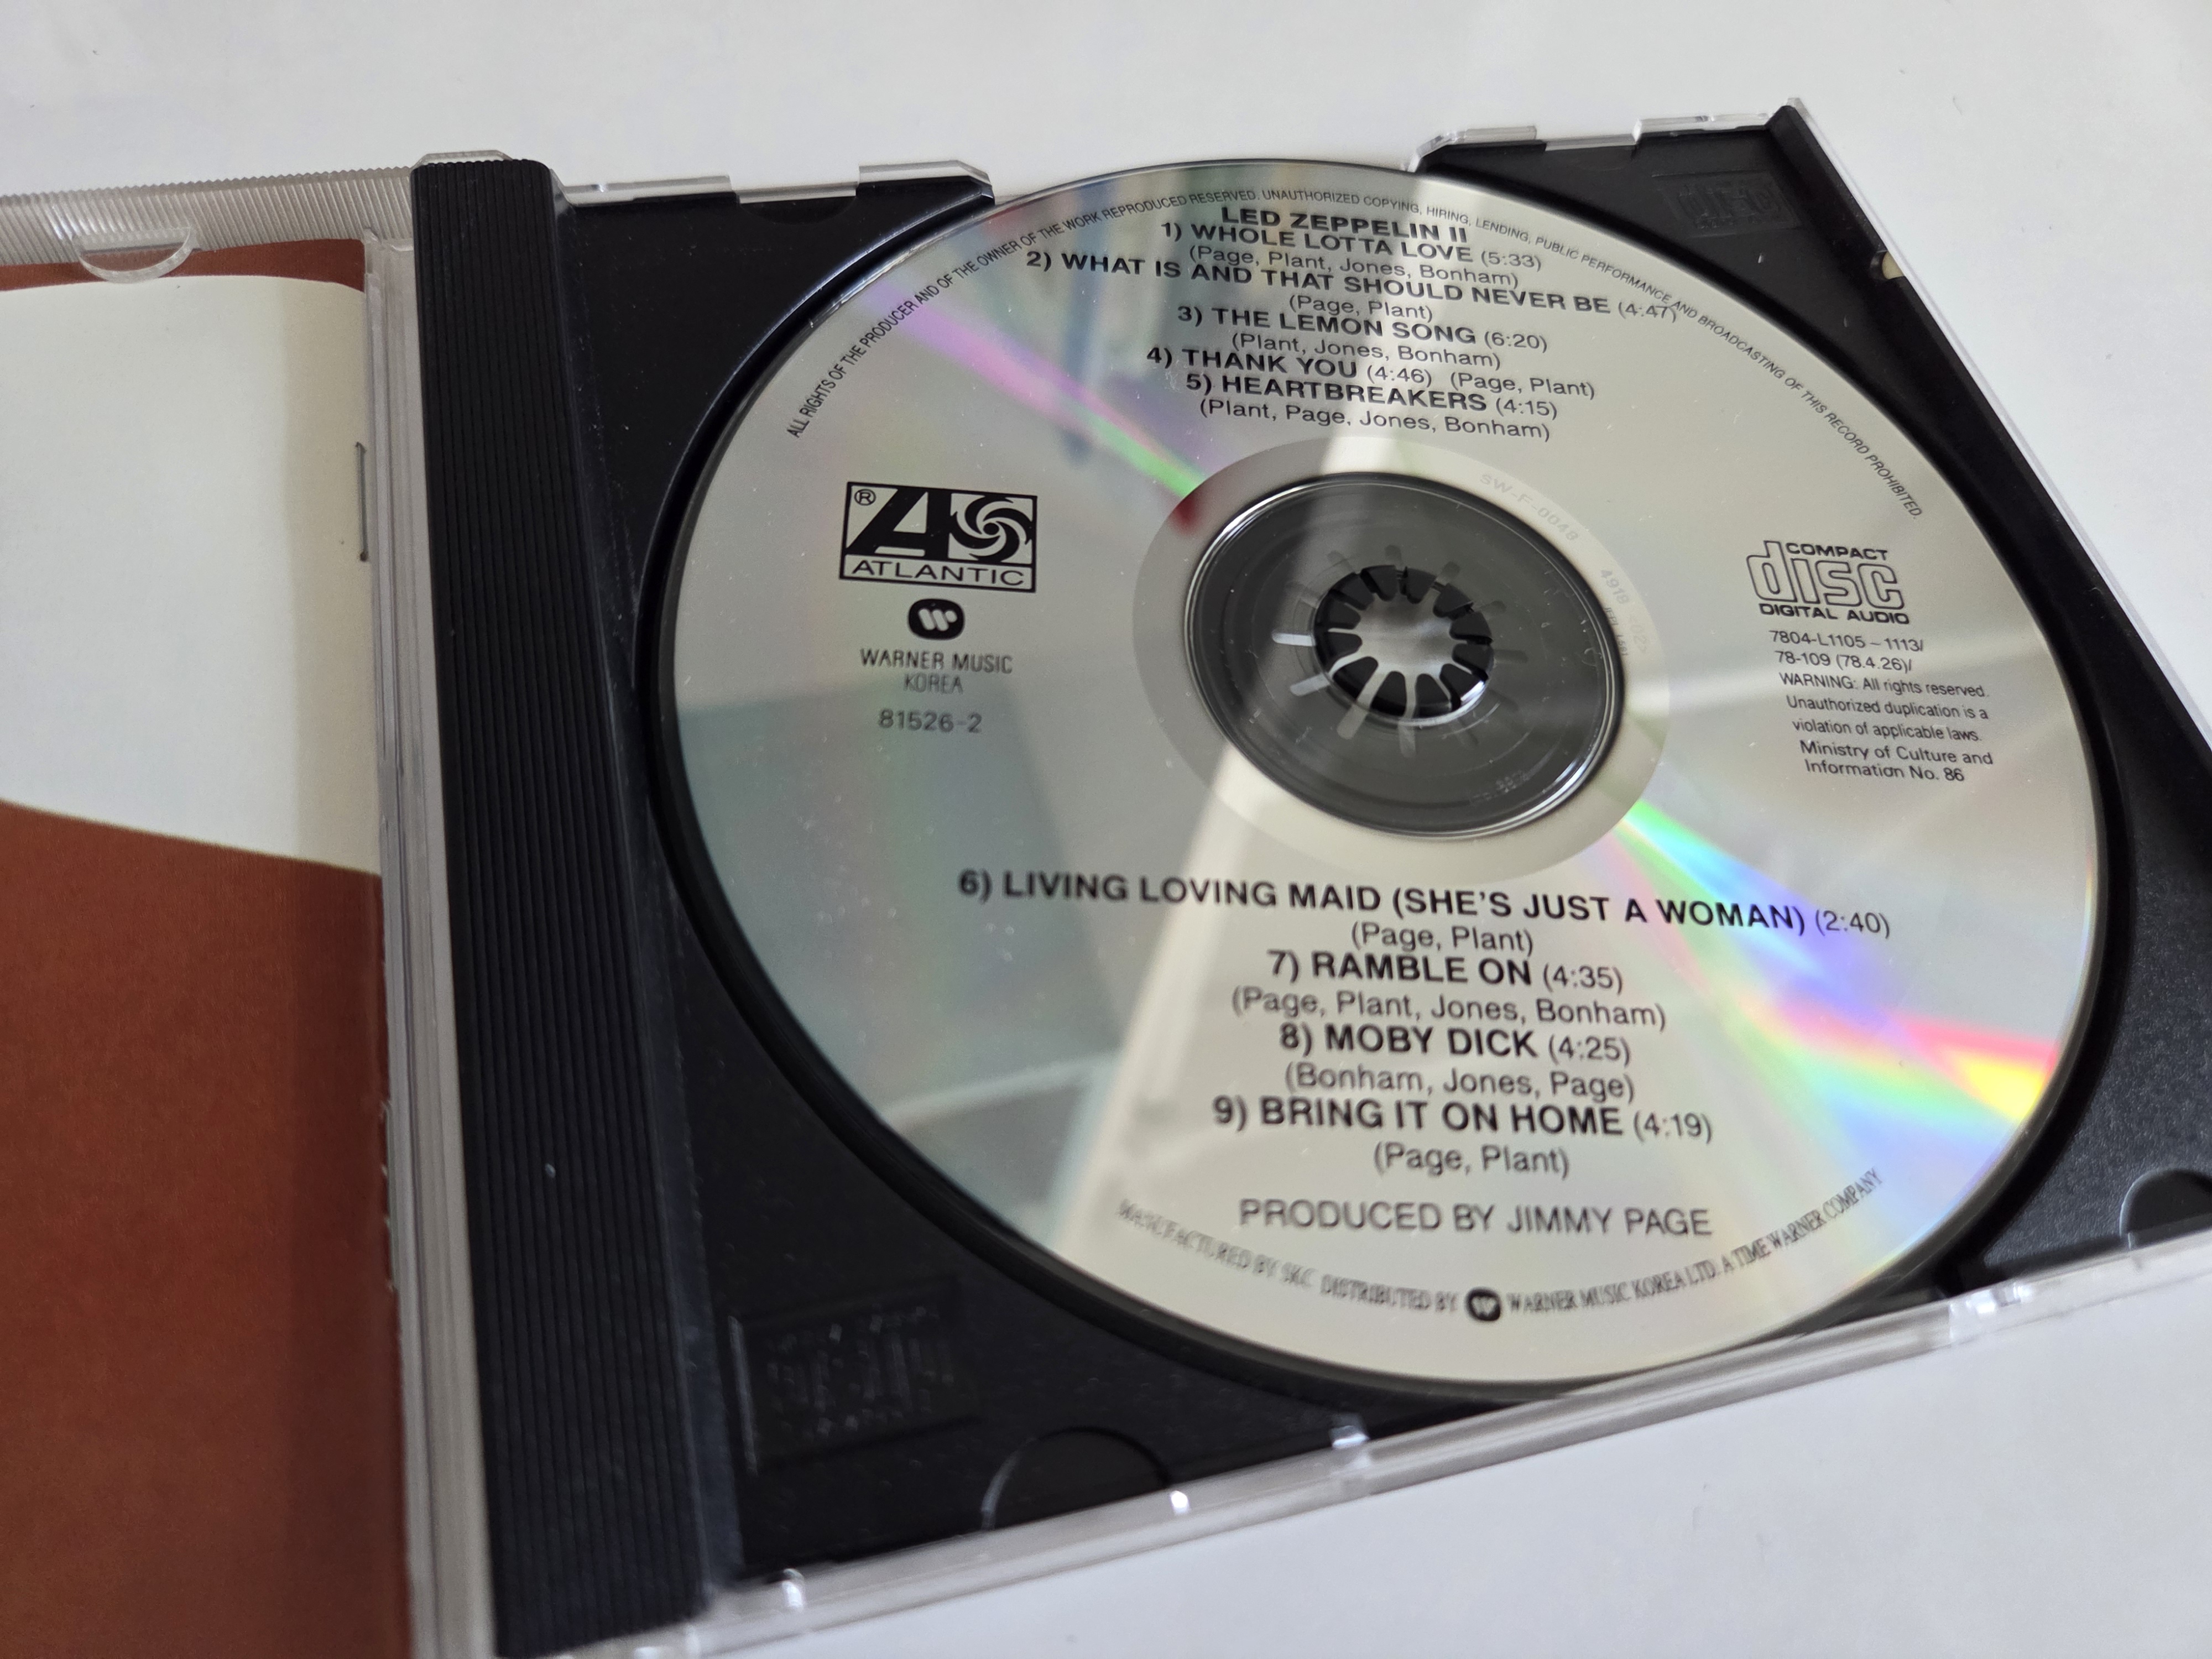 ALL RIGHTS OF THE PRODUCER AND OF THE OWNER OF THE WORK REPRODUCED RESERVED. UNAUTHORIZED COPYING, HIRING, LENDING, PUBLIC PERFORMANCE AND BROADCASTING OF THIS RECORD PROHIBITED.
LED ZEPPELIN II
1) WHOLE LOTTA LOVE (5:33)
(Page, Plant, Jones, Bonham)
2) WHAT IS AND THAT SHOULD NEVER BE (4:47)
(Page, Plant)
3) THE LEMON SONG (6:20)
(Plant, Jones, Bonham)
4) THANK YOU (4:46) (Page, Plant)
5) HEARTBREAKERS (4:15)
(Plant, Page, Jones, Bonham)
®
ATLANTIC
WARNER MUSIC
KOREA
81526-2
SW-F-0048
4919
COMPACT
disc
DIGITAL AUDIO
7804-L1105-1113/
78-109 (78.4.26)/
WARNING: All rights reserved.
Unauthorized duplication is a
violation of applicable laws.
Ministry of Culture and
Information No. 86
6) LIVING LOVING MAID (SHE'S JUST A WOMAN) (2:40)
(Page, Plant)
7) RAMBLE ON (4:35)
(Page, Plant, Jones, Bonham)
8) MOBY DICK (4:25)
(Bonham, Jones, Page)
9) BRING IT ON HOME (4:19)
(Page, Plant)
PRODUCED BY JIMMY PAGE
MANUFACTURED BY SKC DISTRIBUTED BY WARNER MUSIC KOREA LTD. A TIME WARNER COMPANY